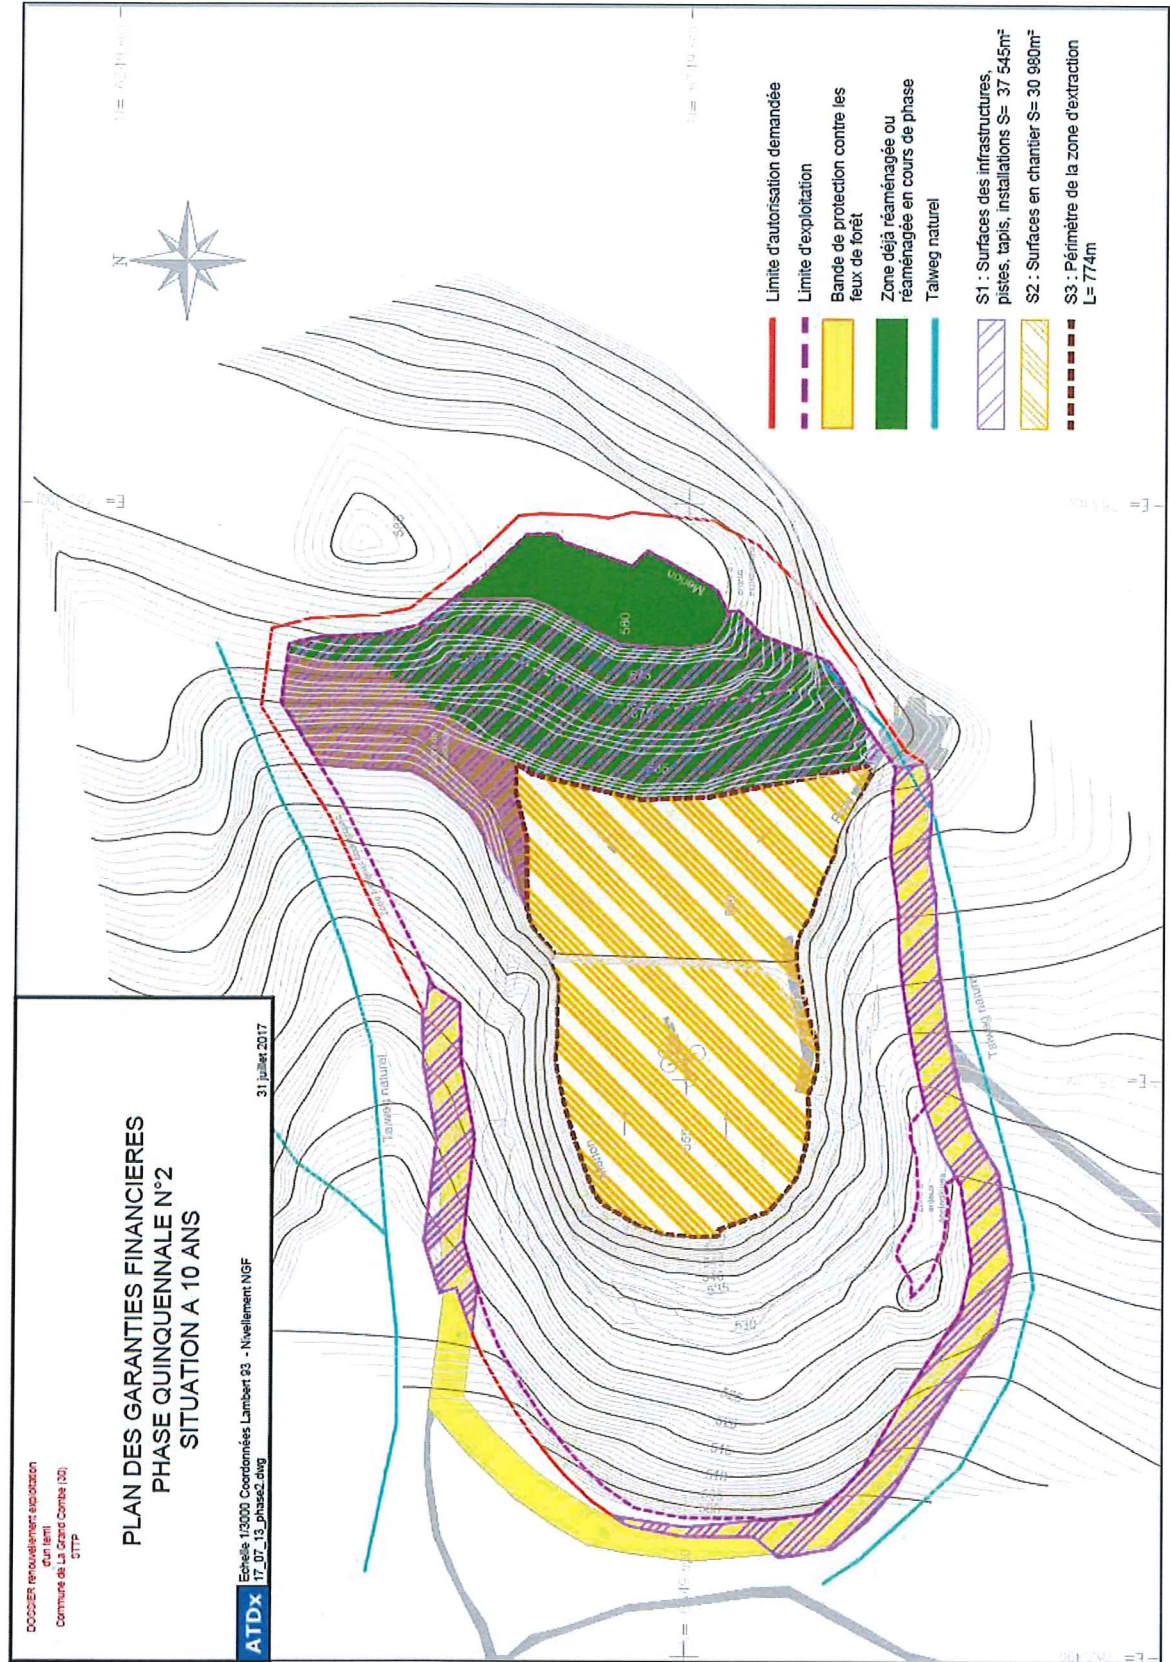 DOSSIER renouvellement exploitation
d'un terril
Commune de La Grand Combe (30)
STTP
PLAN DES GARANTIES FINANCIERES
PHASE QUINQUENNALE N°2
SITUATION A 10 ANS
ATDx
Echelle 1/3000 Coordonnées Lambert 93 - Nivellement NGF
17_07_13_phase2.dwg
31 juillet 2017
N
Limite d'autorisation demandée
Limite d'exploitation
Bande de protection contre les
feux de forêt
Zone déjà réaménagée ou
réaménagée en cours de phase
Talweg naturel
S1 : Surfaces des infrastructures,
pistes, tapis, installations S= 37 545m²
S2 : Surfaces en chantier S= 30 980m²
S3 : Périmètre de la zone d'extraction
L= 774m
Talweg naturel
Talweg naturel
Merlon
Merlon
580
585
535
530